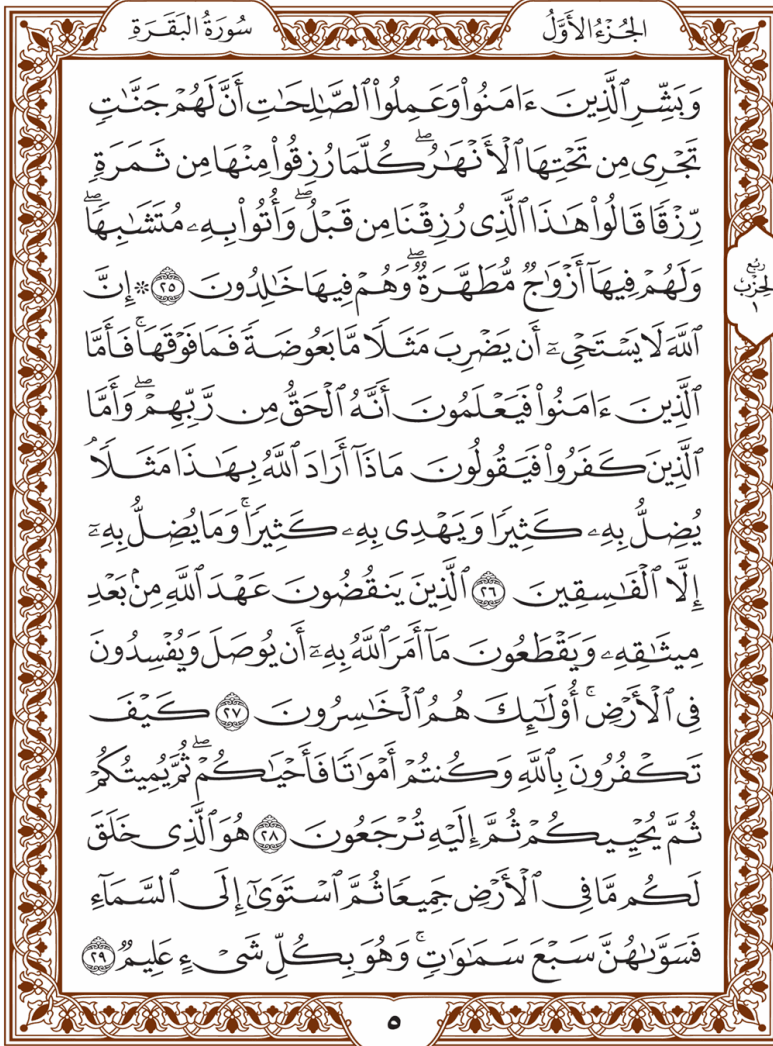 الجُزْءُ الأَوَّلُ
سُورَةُ البَقَرَةِ
وَبَشِّرِ ٱلَّذِينَ ءَامَنُوا۟ وَعَمِلُوا۟ ٱلصَّٰلِحَٰتِ أَنَّ لَهُمْ جَنَّٰتٍ
تَجْرِى مِن تَحْتِهَا ٱلْأَنْهَٰرُ ۖ كُلَّمَا رُزِقُوا۟ مِنْهَا مِن ثَمَرَةٍ
رِّزْقًا قَالُوا۟ هَٰذَا ٱلَّذِى رُزِقْنَا مِن قَبْلُ ۖ وَأُتُوا۟ بِهِۦ مُتَشَٰبِهًا ۖ
وَلَهُمْ فِيهَآ أَزْوَٰجٌ مُّطَهَّرَةٌ ۖ وَهُمْ فِيهَا خَٰلِدُونَ ٢٥ ۞ إِنَّ
ٱللَّهَ لَا يَسْتَحْىِۦٓ أَن يَضْرِبَ مَثَلًا مَّا بَعُوضَةً فَمَا فَوْقَهَا ۚ فَأَمَّا
ٱلَّذِينَ ءَامَنُوا۟ فَيَعْلَمُونَ أَنَّهُ ٱلْحَقُّ مِن رَّبِّهِمْ ۖ وَأَمَّا
ٱلَّذِينَ كَفَرُوا۟ فَيَقُولُونَ مَاذَآ أَرَادَ ٱللَّهُ بِهَٰذَا مَثَلًا ۘ
يُضِلُّ بِهِۦ كَثِيرًا وَيَهْدِى بِهِۦ كَثِيرًا ۚ وَمَا يُضِلُّ بِهِۦٓ
إِلَّا ٱلْفَٰسِقِينَ ٢٦ ٱلَّذِينَ يَنقُضُونَ عَهْدَ ٱللَّهِ مِنۢ بَعْدِ
مِيثَٰقِهِۦ وَيَقْطَعُونَ مَآ أَمَرَ ٱللَّهُ بِهِۦٓ أَن يُوصَلَ وَيُفْسِدُونَ
فِى ٱلْأَرْضِ ۚ أُو۟لَٰٓئِكَ هُمُ ٱلْخَٰسِرُونَ ٢٧ كَيْفَ
تَكْفُرُونَ بِٱللَّهِ وَكُنتُمْ أَمْوَٰتًا فَأَحْيَٰكُمْ ۖ ثُمَّ يُمِيتُكُمْ
ثُمَّ يُحْيِيكُمْ ثُمَّ إِلَيْهِ تُرْجَعُونَ ٢٨ هُوَ ٱلَّذِى خَلَقَ
لَكُم مَّا فِى ٱلْأَرْضِ جَمِيعًا ثُمَّ ٱسْتَوَىٰٓ إِلَى ٱلسَّمَآءِ
فَسَوَّىٰهُنَّ سَبْعَ سَمَٰوَٰتٍ ۚ وَهُوَ بِكُلِّ شَىْءٍ عَلِيمٌ ٢٩
رُبْع
الحِزْب
١
٥